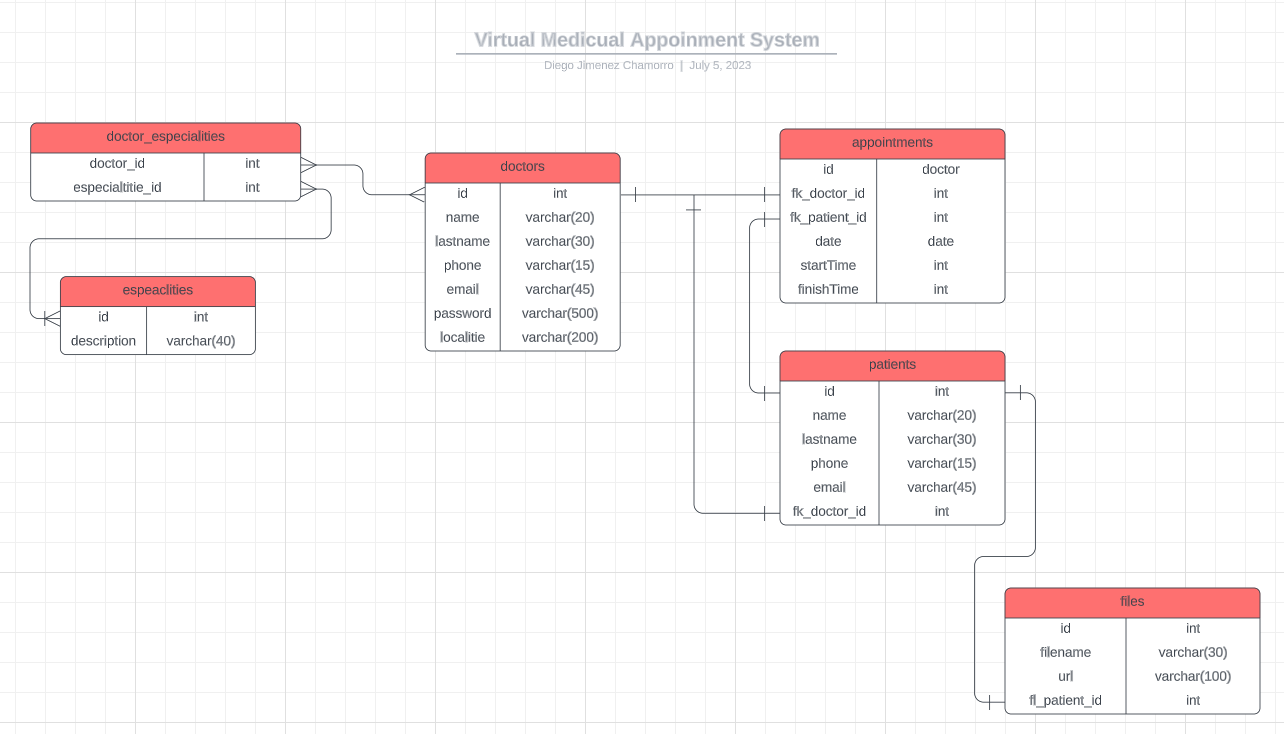 Virtual Medicual Appoinment System
Diego Jimenez Chamorro | July 5, 2023
doctor_especialities
doctor_id int
especialtitie_id int
espeaclities
id int
description varchar(40)
doctors
id int
name varchar(20)
lastname varchar(30)
phone varchar(15)
email varchar(45)
password varchar(500)
localitie varchar(200)
appointments
id doctor
fk_doctor_id int
fk_patient_id int
date date
startTime int
finishTime int
patients
id int
name varchar(20)
lastname varchar(30)
phone varchar(15)
email varchar(45)
fk_doctor_id int
files
id int
filename varchar(30)
url varchar(100)
fl_patient_id int